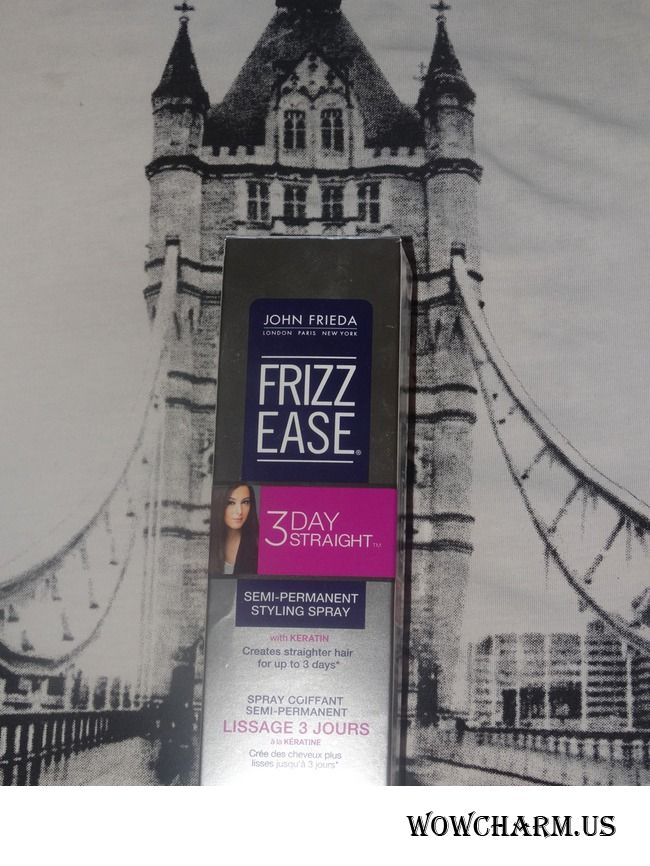 JOHN FRIEDA
LONDON PARIS NEW YORK
FRIZZ
EASE®
3 DAY
STRAIGHT™
SEMI-PERMANENT
STYLING SPRAY
with KERATIN
Creates straighter hair
for up to 3 days*
SPRAY COIFFANT
SEMI-PERMANENT
LISSAGE 3 JOURS
à la KÉRATINE
Crée des cheveux plus
lisses jusqu'à 3 jours*
WOWCHARM.US